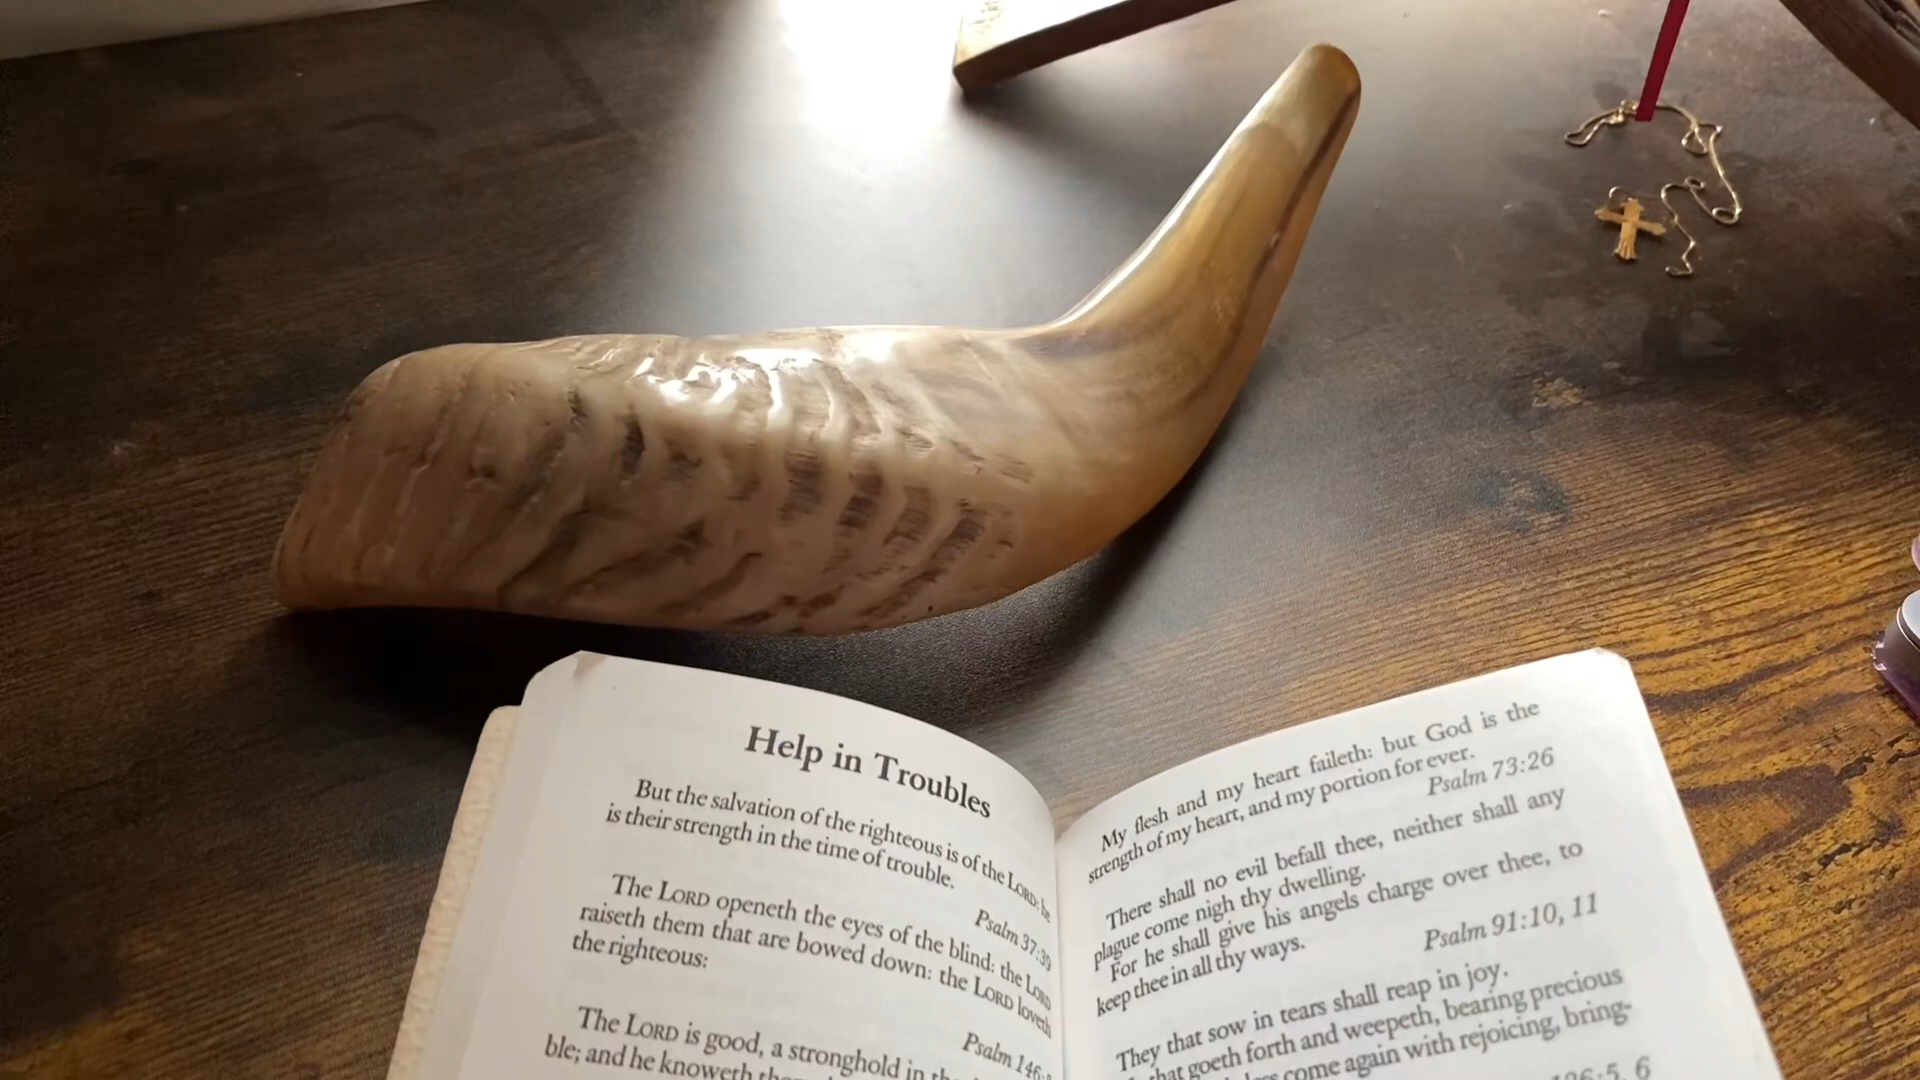 Help in Troubles
But the salvation of the righteous is of the LORD: he
is their strength in the time of trouble.
Psalm 37:39
The LORD openeth the eyes of the blind: the LORD
raiseth them that are bowed down: the LORD loveth
the righteous:
Psalm 146:
The LORD is good, a stronghold in the
ble; and he knoweth
My flesh and my heart faileth: but God is the
strength of my heart, and my portion for ever.
Psalm 73:26
There shall no evil befall thee, neither shall any
plague come nigh thy dwelling.
For he shall give his angels charge over thee, to
keep thee in all thy ways.
Psalm 91:10, 11
They that sow in tears shall reap in joy.
that goeth forth and weepeth, bearing precious
come again with rejoicing, bring-
126:5, 6